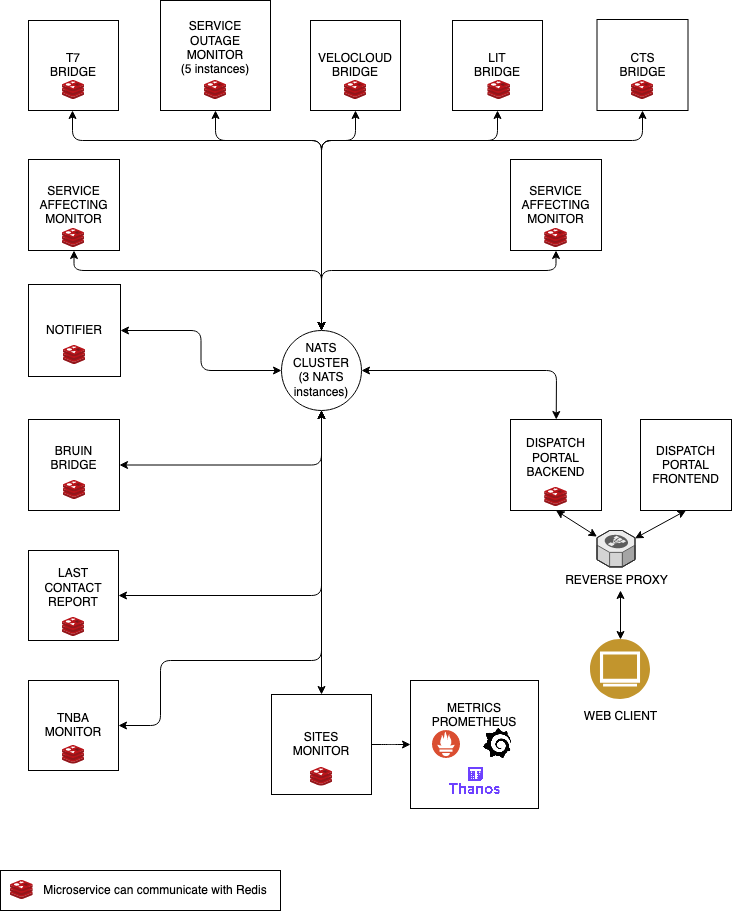 T7
BRIDGE
SERVICE
OUTAGE
MONITOR
(5 instances)
VELOCLOUD
BRIDGE
LIT
BRIDGE
CTS
BRIDGE
SERVICE
AFFECTING
MONITOR
SERVICE
AFFECTING
MONITOR
NOTIFIER
NATS
CLUSTER
(3 NATS
instances)
BRUIN
BRIDGE
DISPATCH
PORTAL
BACKEND
DISPATCH
PORTAL
FRONTEND
REVERSE PROXY
LAST
CONTACT
REPORT
WEB CLIENT
TNBA
MONITOR
SITES
MONITOR
METRICS
PROMETHEUS
Thanos
Microservice can communicate with Redis